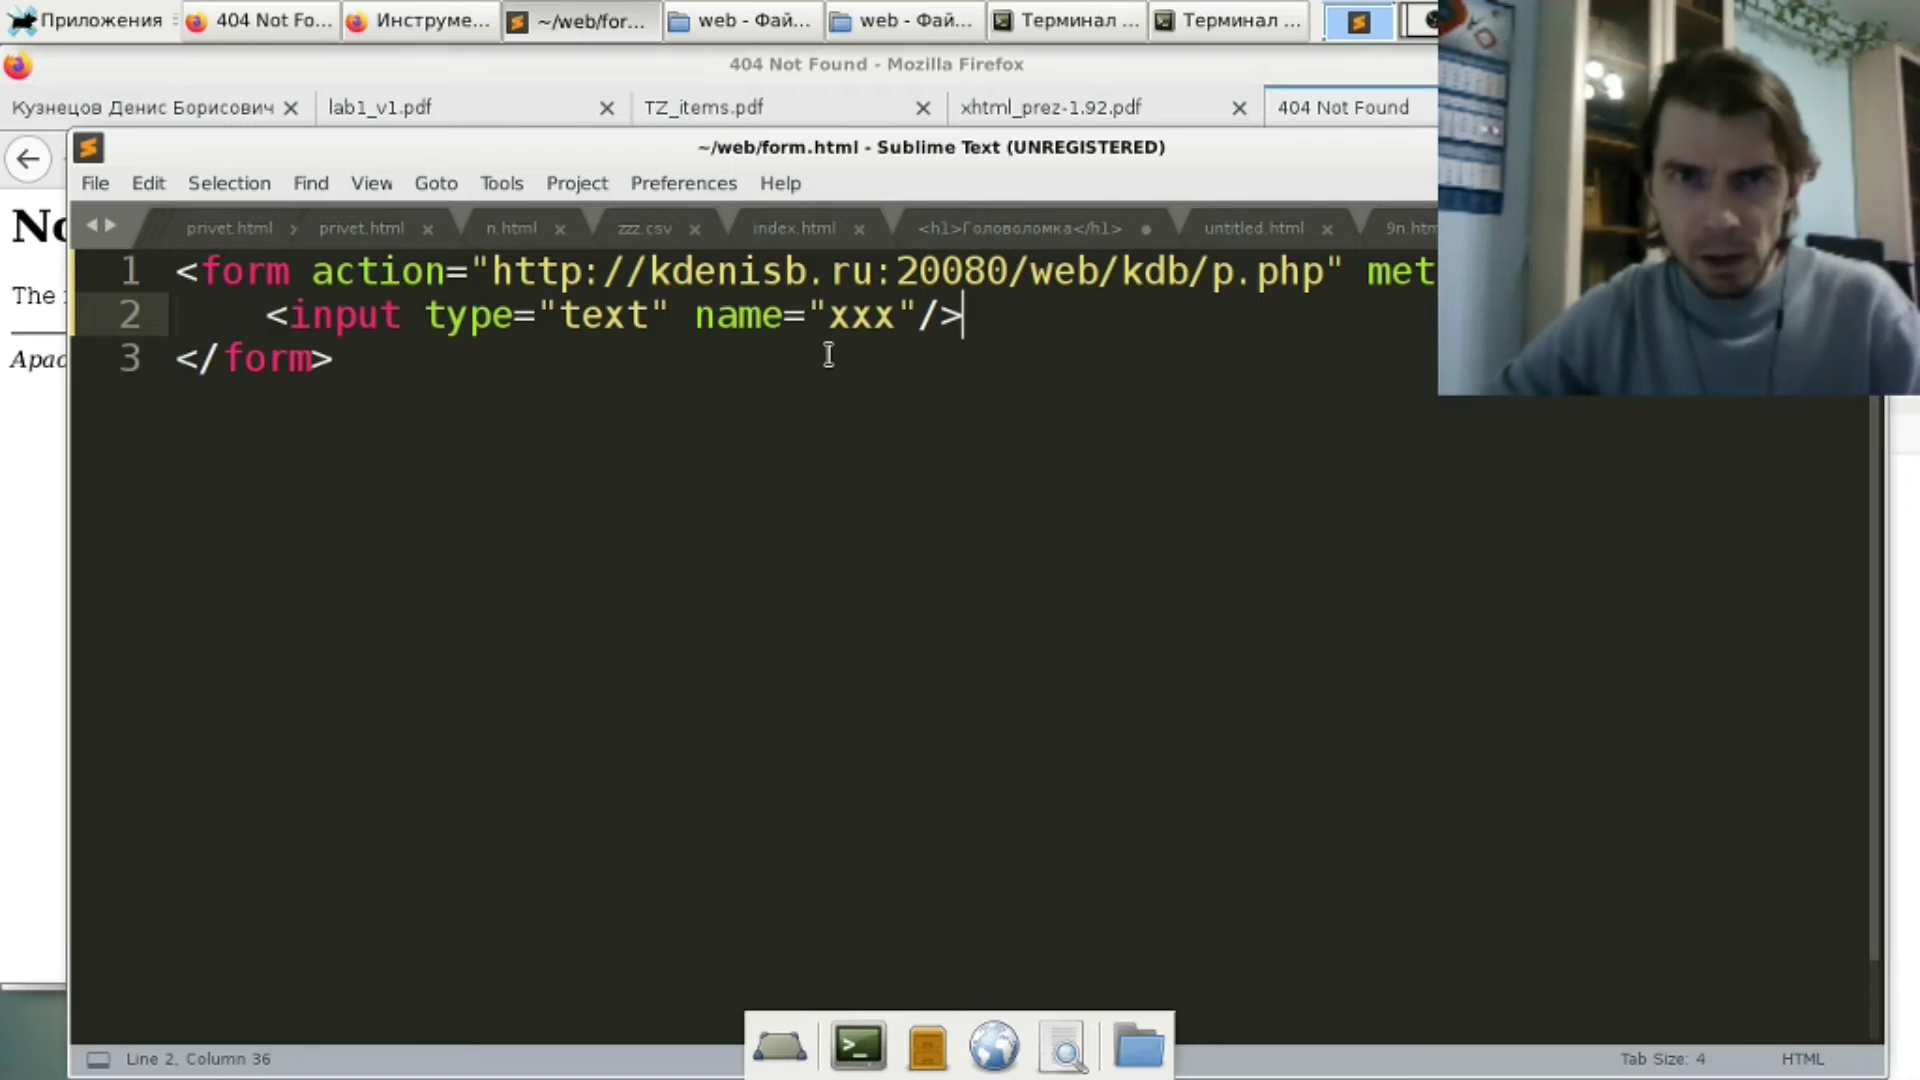 Приложения
404 Not Fo...
Инструме...
~/web/for...
web - Фай...
web - Фай...
Терминал ...
Терминал ...
404 Not Found - Mozilla Firefox
Кузнецов Денис Борисович
lab1_v1.pdf
TZ_items.pdf
xhtml_prez-1.92.pdf
404 Not Found
~/web/form.html - Sublime Text (UNREGISTERED)
File Edit Selection Find View Goto Tools Project Preferences Help
privet.html
privet.html
n.html
zzz.csv
index.html
<h1>Головоломка</h1>
untitled.html
9n.htm
The
1 <form action="http://kdenisb.ru:20080/web/kdb/p.php" met
2 <input type="text" name="xxx"/>
3 </form>
Line 2, Column 36
Tab Size: 4
HTML